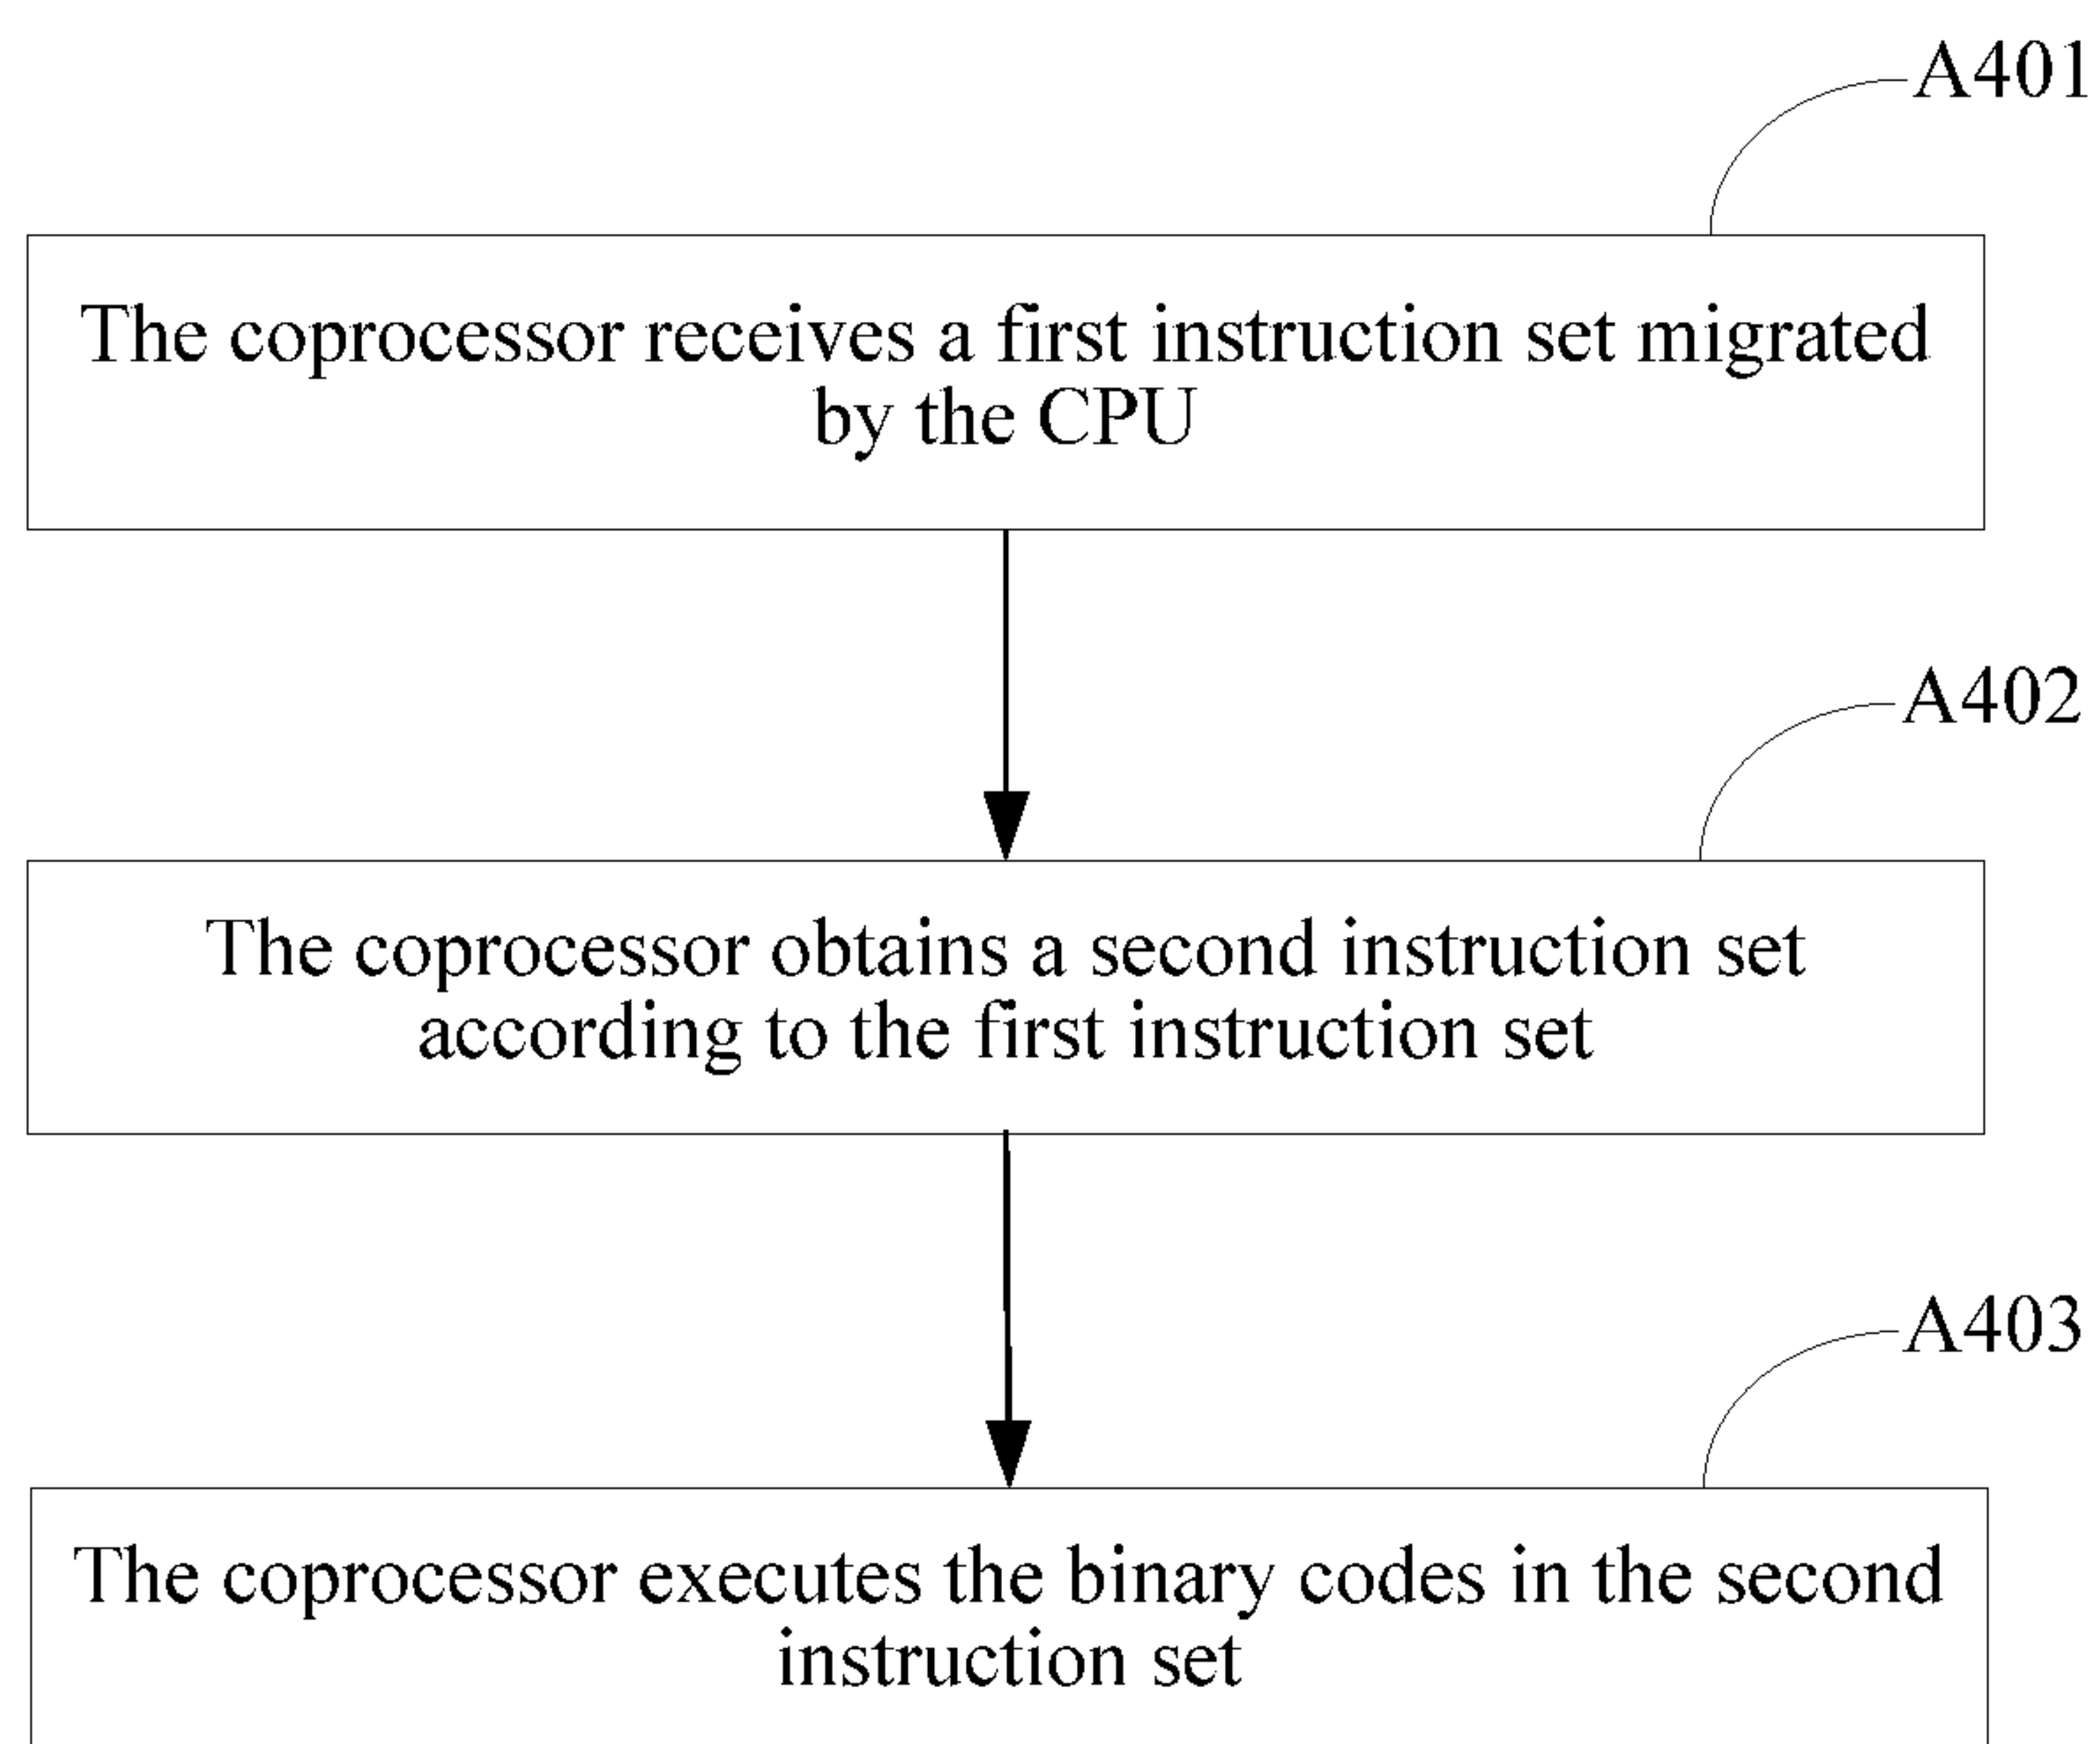 A401
The coprocessor receives a first instruction set migrated
by the CPU
A402
The coprocessor obtains a second instruction set
according to the first instruction set
A403
The coprocessor executes the binary codes in the second
instruction set